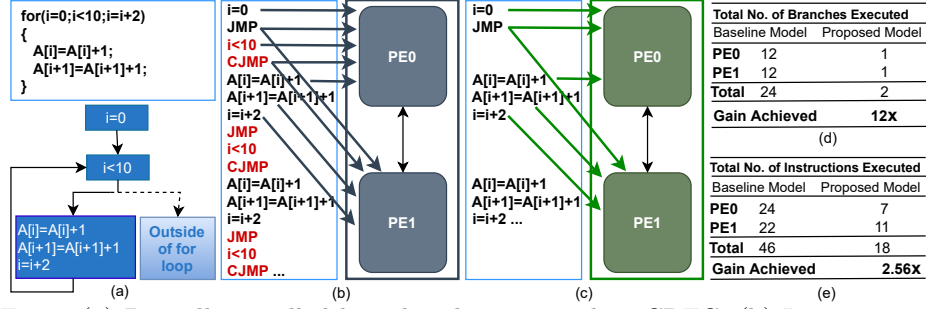 for(i=0;i<10;i=i+2)
{
A[i]=A[i]+1;
A[i+1]=A[i+1]+1;
}
i=0
i<10
A[i]=A[i]+1
A[i+1]=A[i+1]+1
i=i+2
Outside
of for
loop
(a)
i=0
JMP
i<10
CJMP
A[i]=A[i]+1
A[i+1]=A[i+1]+1
i=i+2
JMP
i<10
CJMP
A[i]=A[i]+1
A[i+1]=A[i+1]+1
i=i+2
JMP
i<10
CJMP ...
PE0
PE1
(b)
i=0
JMP
A[i]=A[i]+1
A[i+1]=A[i+1]+1
i=i+2
A[i]=A[i]+1
A[i+1]=A[i+1]+1
i=i+2 ...
PE0
PE1
(c)
Total No. of Branches Executed
Baseline Model Proposed Model
PE0 12 1
PE1 12 1
Total 24 2
Gain Achieved 12x
(d)
Total No. of Instructions Executed
Baseline Model Proposed Model
PE0 24 7
PE1 22 11
Total 46 18
Gain Achieved 2.56x
(e)